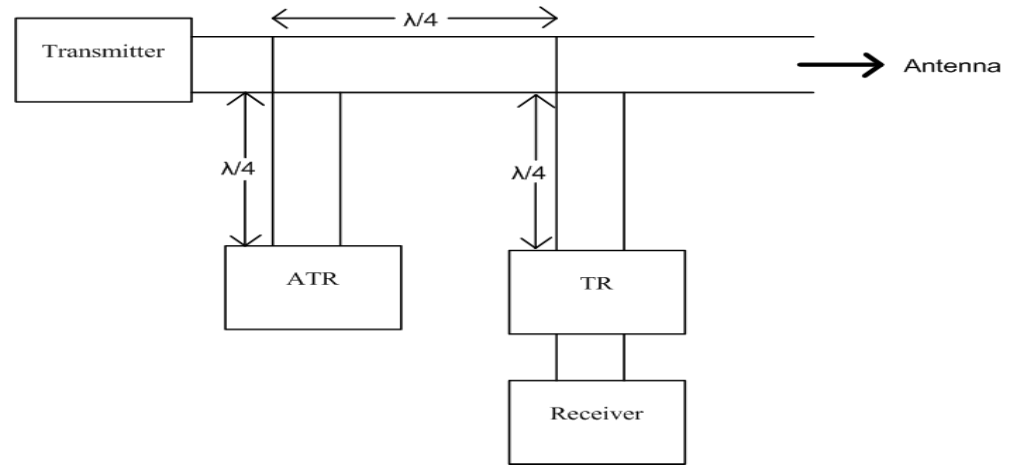 λ/4
Transmitter
Antenna
λ/4
λ/4
ATR
TR
Receiver